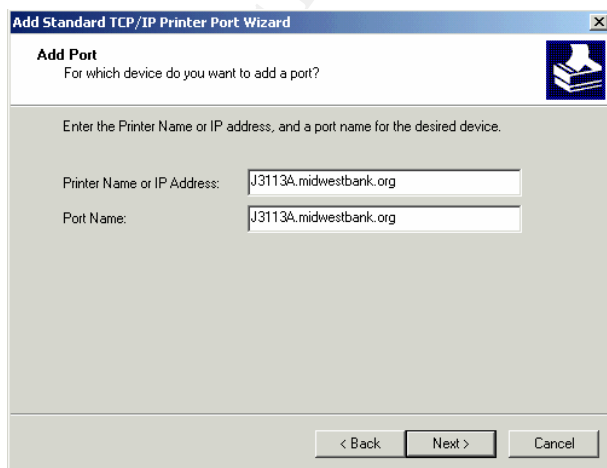 Add Standard TCP/IP Printer Port Wizard
Add Port
For which device do you want to add a port?
Enter the Printer Name or IP address, and a port name for the desired device.
Printer Name or IP Address: J3113A.midwestbank.org
Port Name: J3113A.midwestbank.org
< Back Next > Cancel